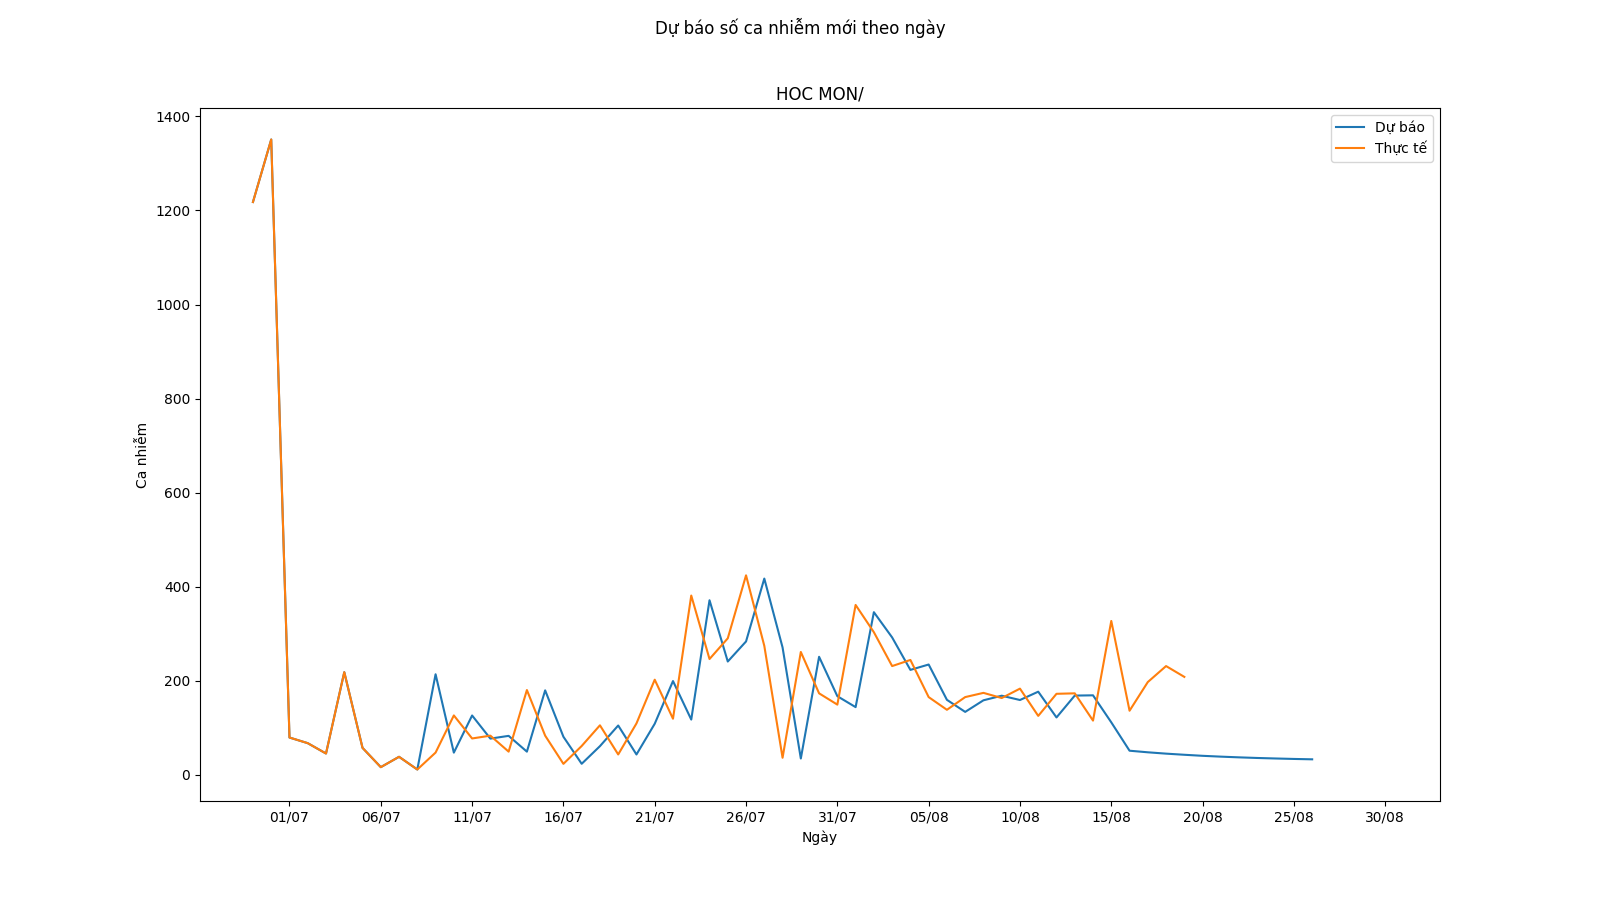 Dự báo số ca nhiễm mới theo ngày
HOC MON/
Dự báo
Thực tế
Ca nhiễm
1400
1200
1000
800
600
400
200
0
01/07 06/07 11/07 16/07 21/07 26/07 31/07 05/08 10/08 15/08 20/08 25/08 30/08
Ngày